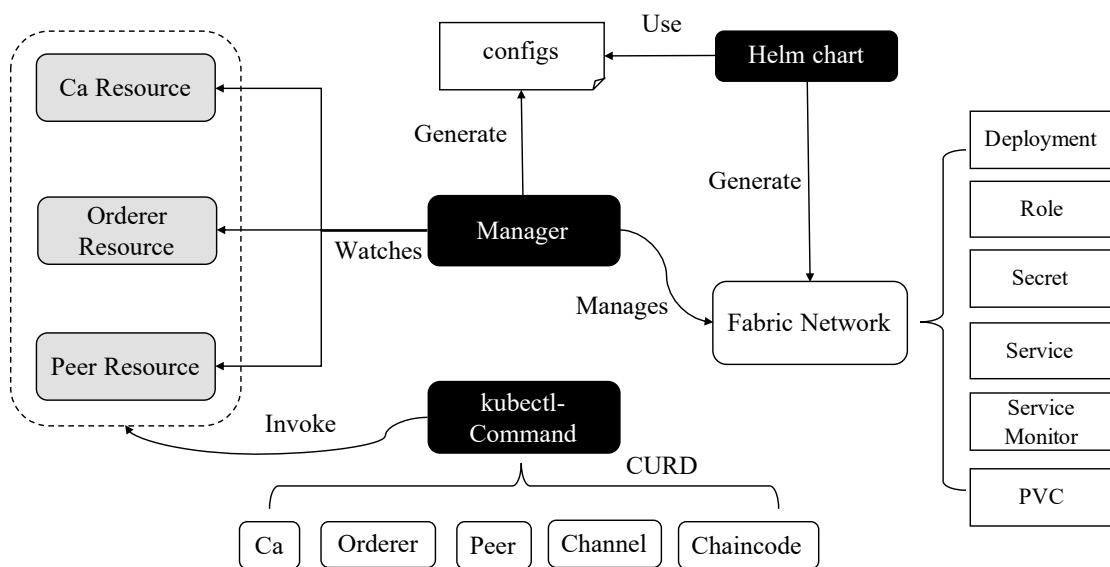 Use
configs
Helm chart
Ca Resource
Generate
Deployment
Generate
Role
Orderer
Resource
Watches
Manager
Secret
Manages
Fabric Network
Service
Peer Resource
Invoke
kubectl-
Command
Service
Monitor
CURD
PVC
Ca
Orderer
Peer
Channel
Chaincode